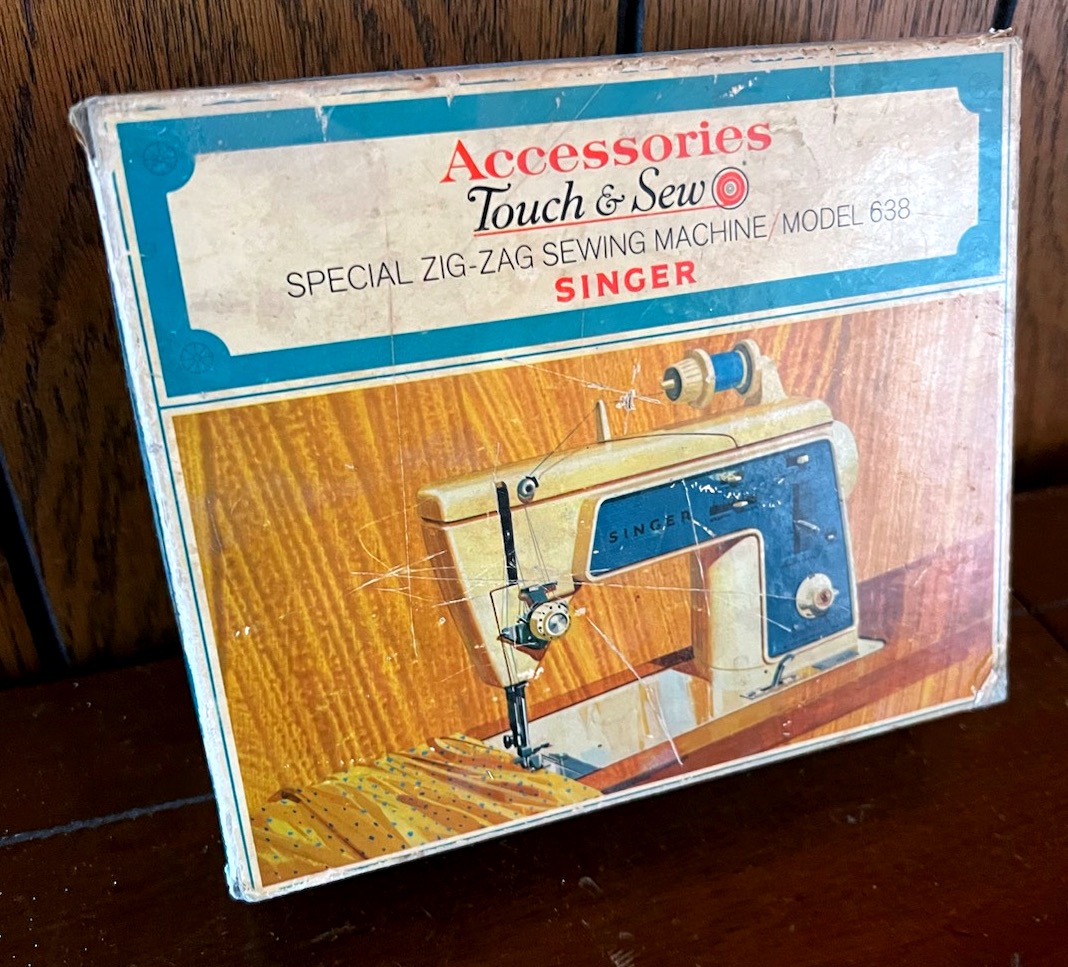 Accessories
Touch & Sew
SPECIAL ZIG-ZAG SEWING MACHINE/MODEL 638
SINGER
SINGER